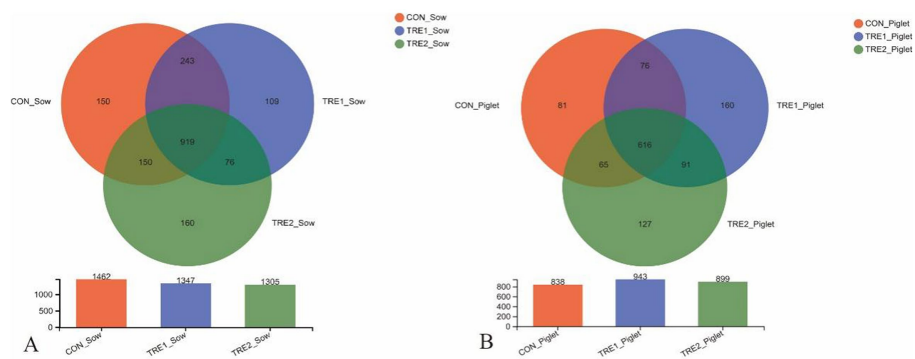 CON_Sow
TRE1_Sow
TRE2_Sow
243
CON_Sow
150
109
TRE1_Sow
919
150
76
160
TRE2_Sow
1462
1347
1305
1000
500
0
CON_Sow
TRE1_Sow
TRE2_Sow
A
CON_Piglet
TRE1_Piglet
TRE2_Piglet
76
CON_Piglet
81
160
TRE1_Piglet
616
65
91
127
TRE2_Piglet
838
943
899
800
600
400
200
0
CON_Piglet
TRE1_Piglet
TRE2_Piglet
B